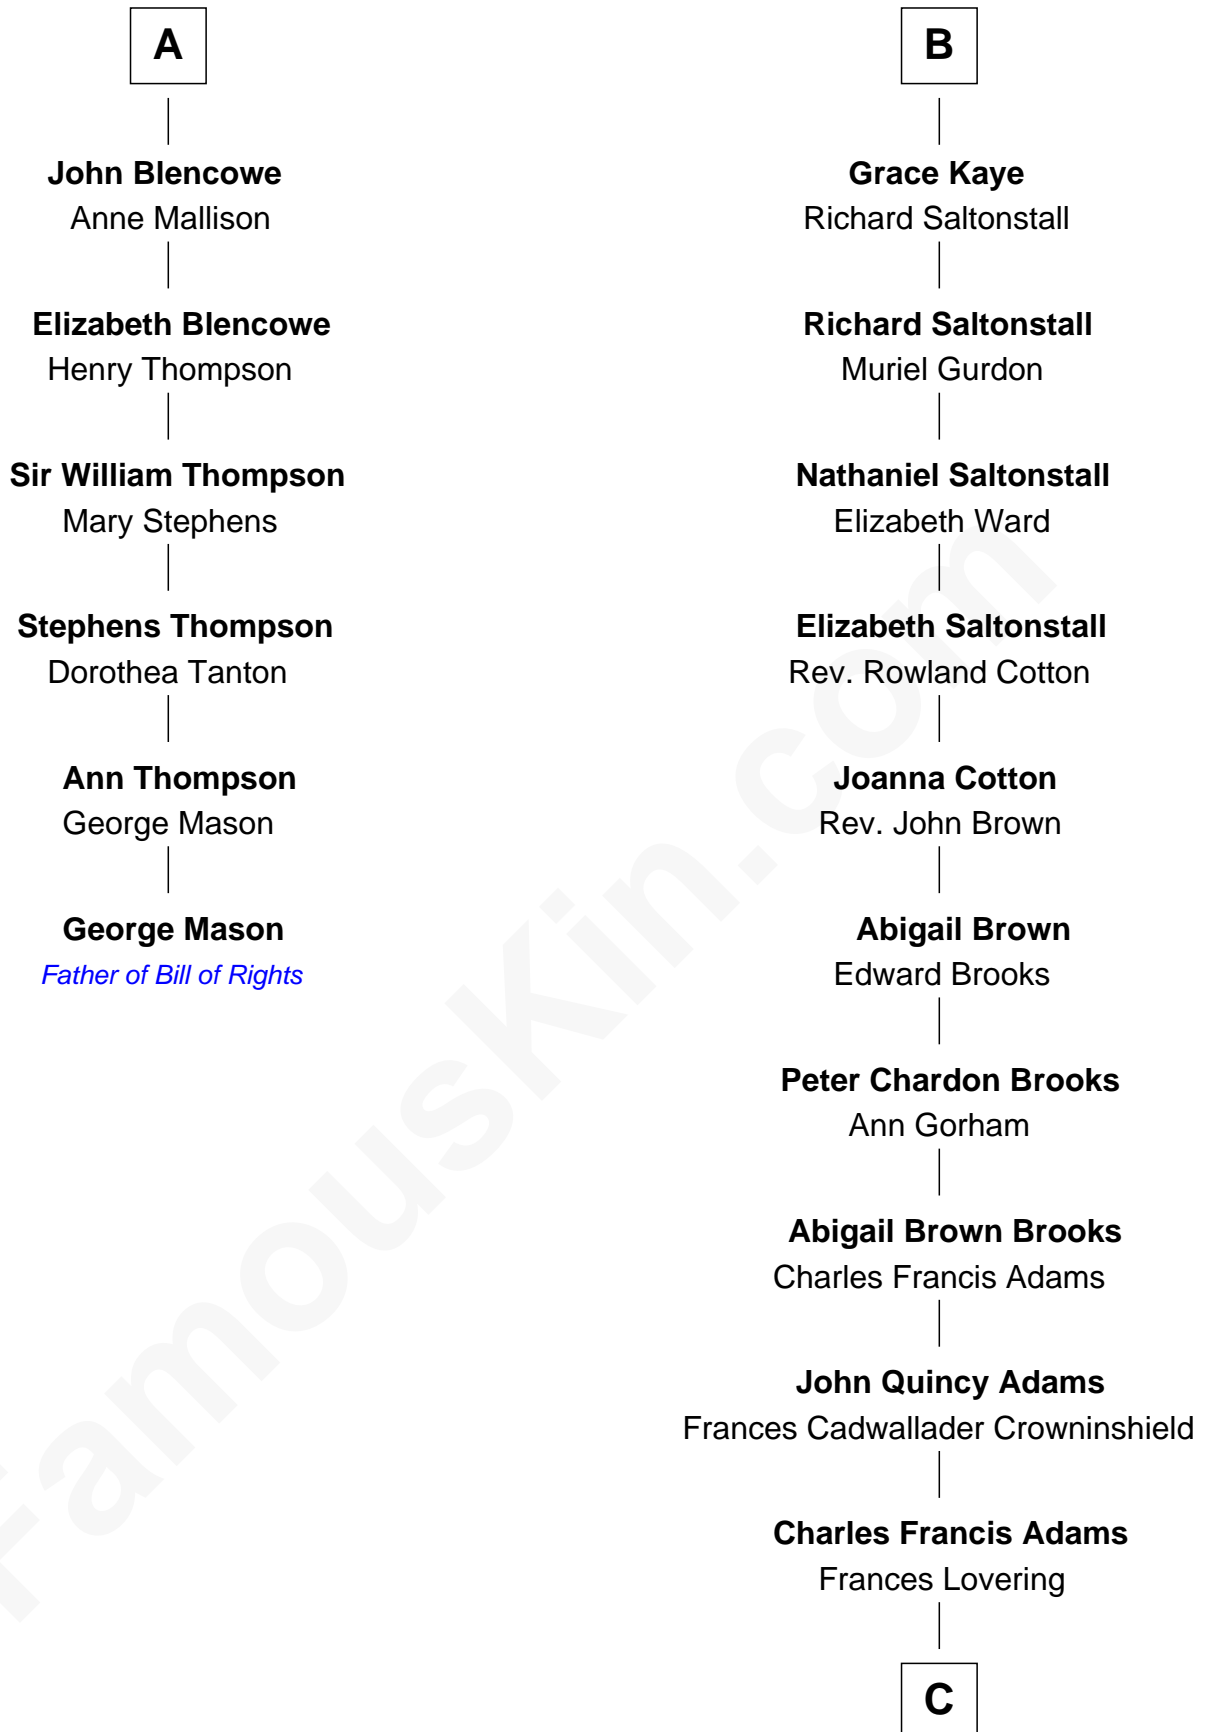 A
John Blencowe
Anne Mallison
Elizabeth Blencowe
Henry Thompson
Sir William Thompson
Mary Stephens
Stephens Thompson
Dorothea Tanton
Ann Thompson
George Mason
George Mason
Father of Bill of Rights
B
Grace Kaye
Richard Saltonstall
Richard Saltonstall
Muriel Gurdon
Nathaniel Saltonstall
Elizabeth Ward
Elizabeth Saltonstall
Rev. Rowland Cotton
Joanna Cotton
Rev. John Brown
Abigail Brown
Edward Brooks
Peter Chardon Brooks
Ann Gorham
Abigail Brown Brooks
Charles Francis Adams
John Quincy Adams
Frances Cadwallader Crowninshield
Charles Francis Adams
Frances Lovering
C
FamousKin.com